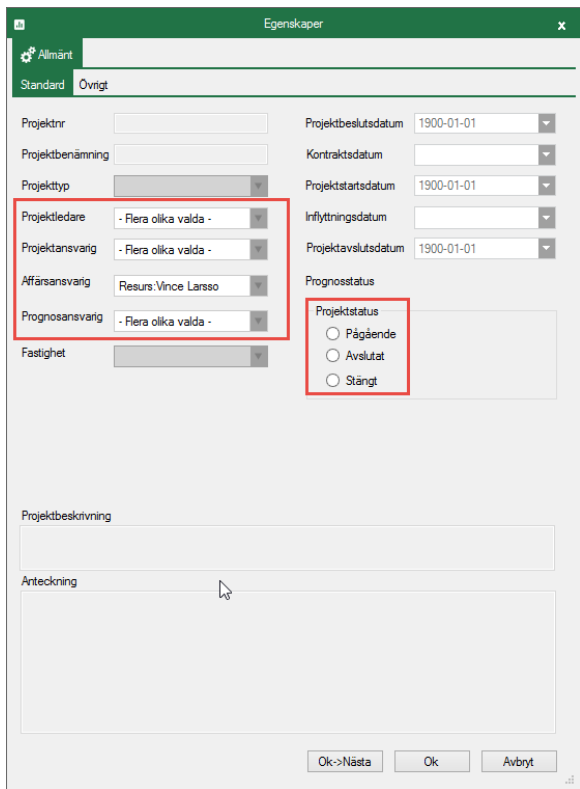 Egenskaper
Allmänt
Standard Övrigt
Projektnr
Projektbenämning
Projekttyp
Projektledare - Flera olika valda -
Projektansvarig - Flera olika valda -
Affärsansvarig Resurs:Vince Larsso
Prognosansvarig - Flera olika valda -
Fastighet
Projektbeslutsdatum 1900-01-01
Kontraktsdatum
Projektstartsdatum 1900-01-01
Inflyttningsdatum
Projektavslutsdatum 1900-01-01
Prognosstatus
Projektstatus
Pågående
Avslutat
Stängt
Projektbeskrivning
Anteckning
Ok->Nästa Ok Avbryt